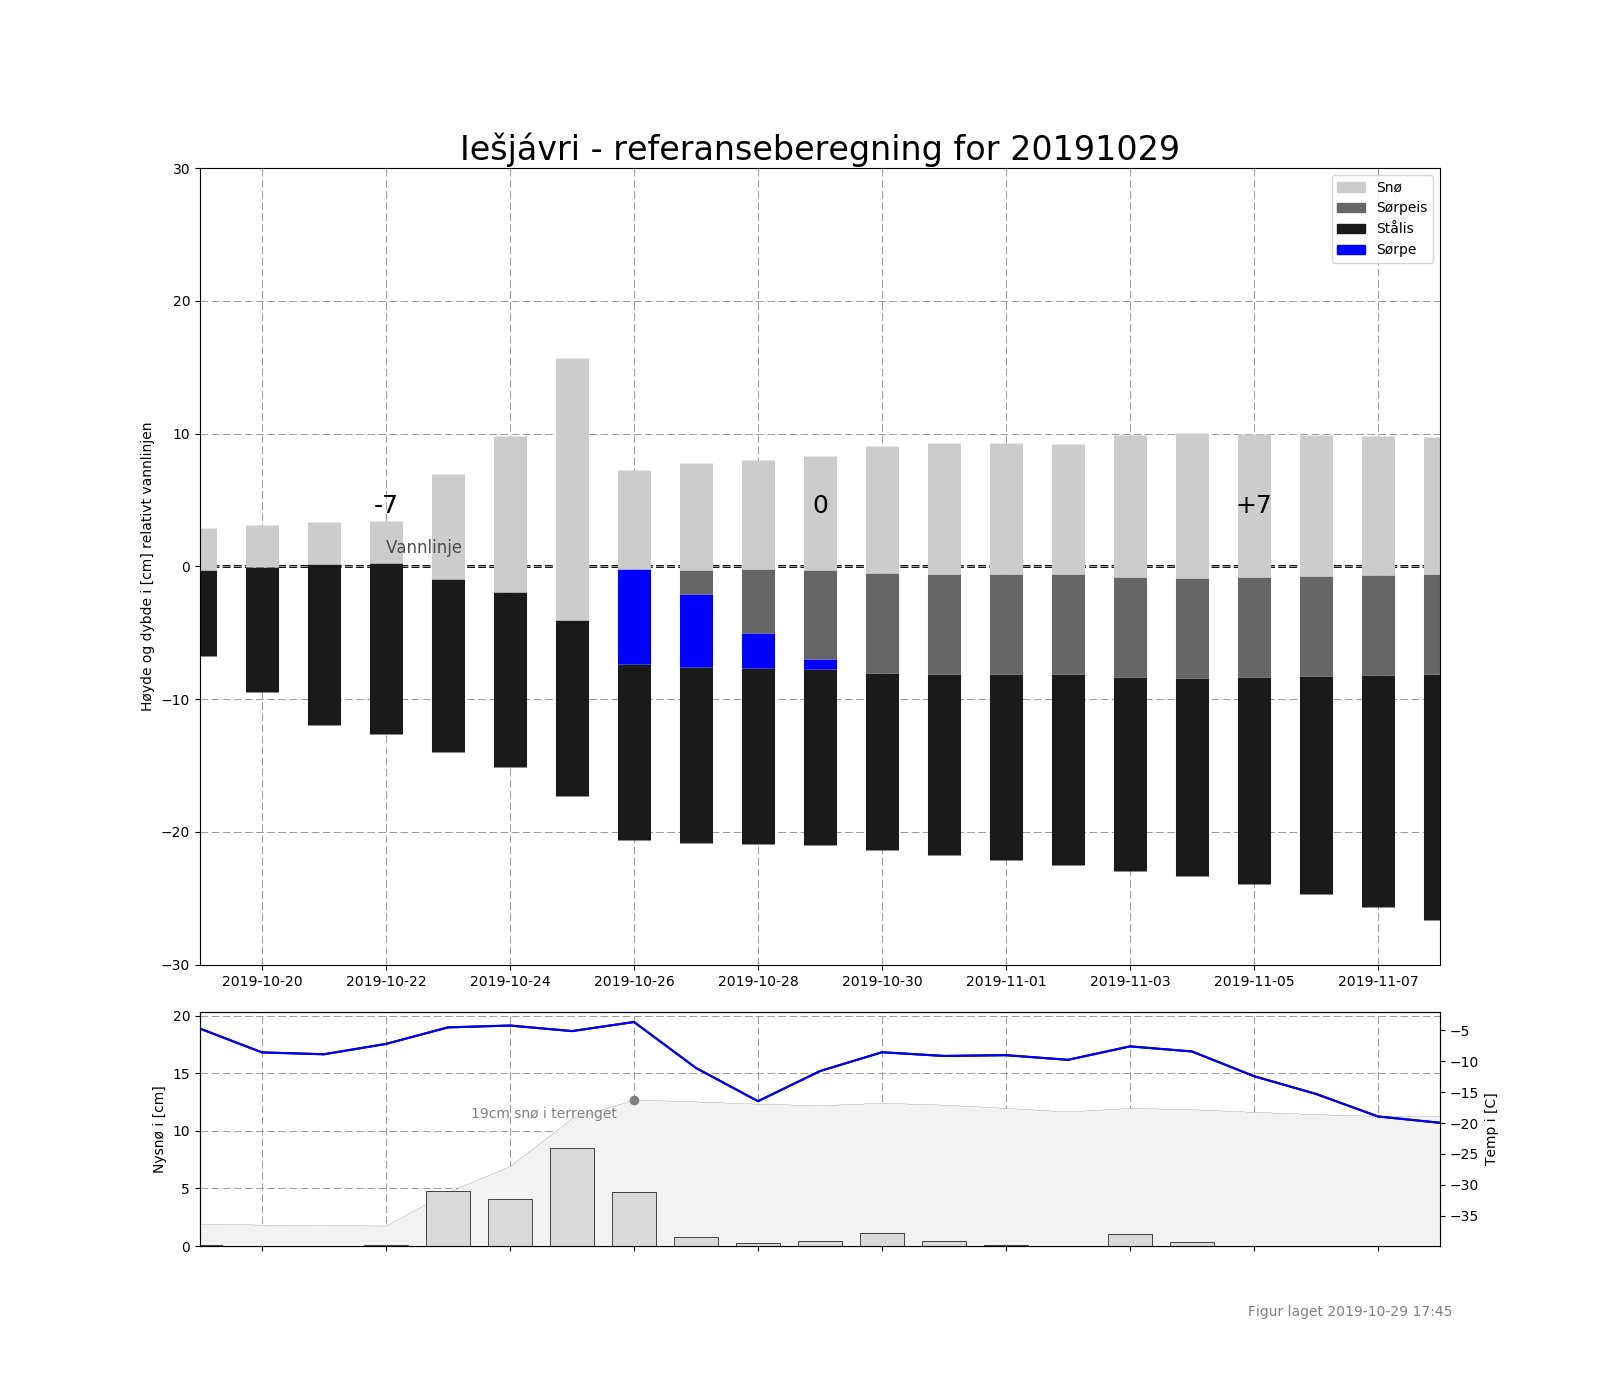 Iešjávri - referanseberegning for 20191029
Høyde og dybde i [cm] relativt vannlinjen
30
20
10
0
−10
−20
−30
Snø
Sørpeis
Stålis
Sørpe
-7
0
+7
Vannlinje
2019-10-20
2019-10-22
2019-10-24
2019-10-26
2019-10-28
2019-10-30
2019-11-01
2019-11-03
2019-11-05
2019-11-07
Nysnø i [cm]
20
15
10
5
0
19cm snø i terrenget
−5
−10
−15
−20
−25
−30
−35
Temp i [C]
Figur laget 2019-10-29 17:45